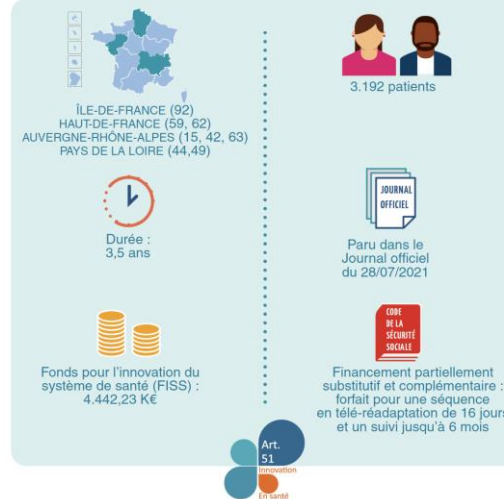 ÎLE-DE-FRANCE (92)
HAUT-DE-FRANCE (59, 62)
AUVERGNE-RHÔNE-ALPES (15, 42, 63)
PAYS DE LA LOIRE (44,49)
3.192 patients
Durée :
3,5 ans
JOURNAL
OFFICIEL
Paru dans le
Journal officiel
du 28/07/2021
Fonds pour l'innovation du
système de santé (FISS) :
4.442,23 K€
CODE
DE LA
SÉCURITÉ
SOCIALE
Financement partiellement
substitutif et complémentaire :
forfait pour une séquence
en télé-réadaptation de 16 jours
et un suivi jusqu'à 6 mois
Art.
51
Innovation
En santé